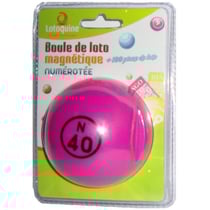 Lotoquine
Boule de loto
magnétique
+ 100 pions de loto
NUMÉROTÉE
N
40